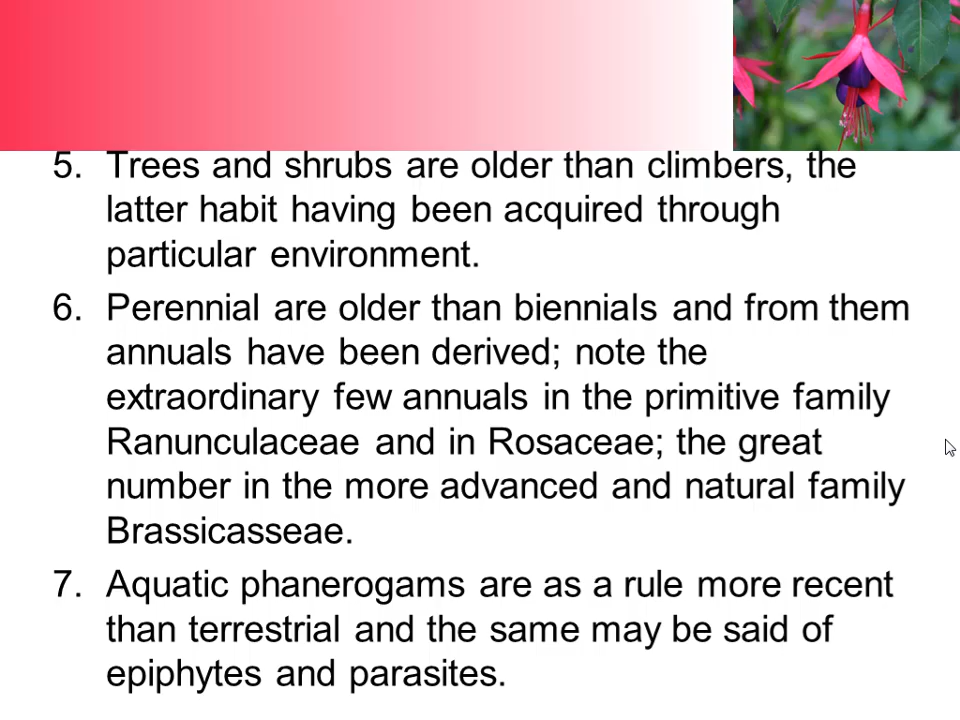 5. Trees and shrubs are older than climbers, the
latter habit having been acquired through
particular environment.
6. Perennial are older than biennials and from them
annuals have been derived; note the
extraordinary few annuals in the primitive family
Ranunculaceae and in Rosaceae; the great
number in the more advanced and natural family
Brassicasseae.
7. Aquatic phanerogams are as a rule more recent
than terrestrial and the same may be said of
epiphytes and parasites.